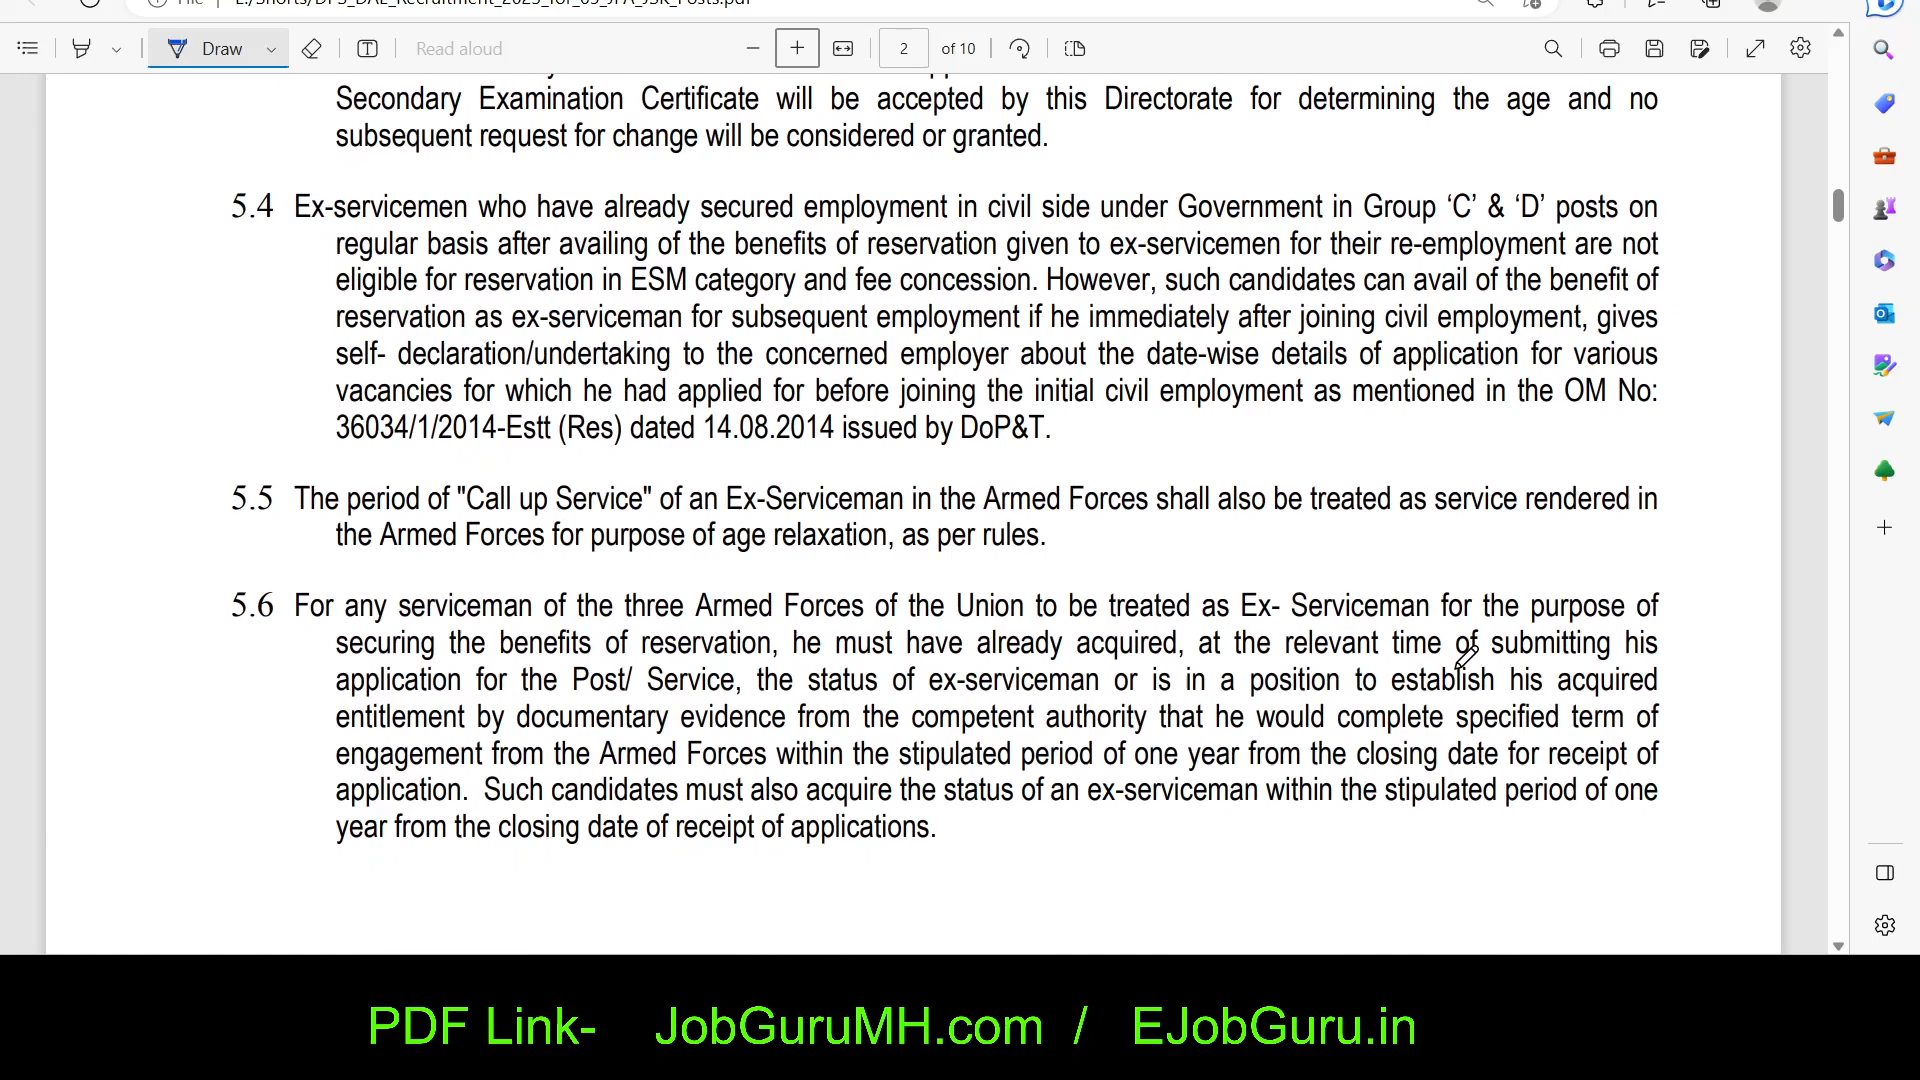 Draw
Read aloud
2 of 10
Secondary Examination Certificate will be accepted by this Directorate for determining the age and no
subsequent request for change will be considered or granted.
5.4 Ex-servicemen who have already secured employment in civil side under Government in Group ‘C’ & ‘D’ posts on
regular basis after availing of the benefits of reservation given to ex-servicemen for their re-employment are not
eligible for reservation in ESM category and fee concession. However, such candidates can avail of the benefit of
reservation as ex-serviceman for subsequent employment if he immediately after joining civil employment, gives
self- declaration/undertaking to the concerned employer about the date-wise details of application for various
vacancies for which he had applied for before joining the initial civil employment as mentioned in the OM No:
36034/1/2014-Estt (Res) dated 14.08.2014 issued by DoP&T.
5.5 The period of "Call up Service" of an Ex-Serviceman in the Armed Forces shall also be treated as service rendered in
the Armed Forces for purpose of age relaxation, as per rules.
5.6 For any serviceman of the three Armed Forces of the Union to be treated as Ex- Serviceman for the purpose of
securing the benefits of reservation, he must have already acquired, at the relevant time of submitting his
application for the Post/ Service, the status of ex-serviceman or is in a position to establish his acquired
entitlement by documentary evidence from the competent authority that he would complete specified term of
engagement from the Armed Forces within the stipulated period of one year from the closing date for receipt of
application. Such candidates must also acquire the status of an ex-serviceman within the stipulated period of one
year from the closing date of receipt of applications.
PDF Link- JobGuruMH.com / EJobGuru.in